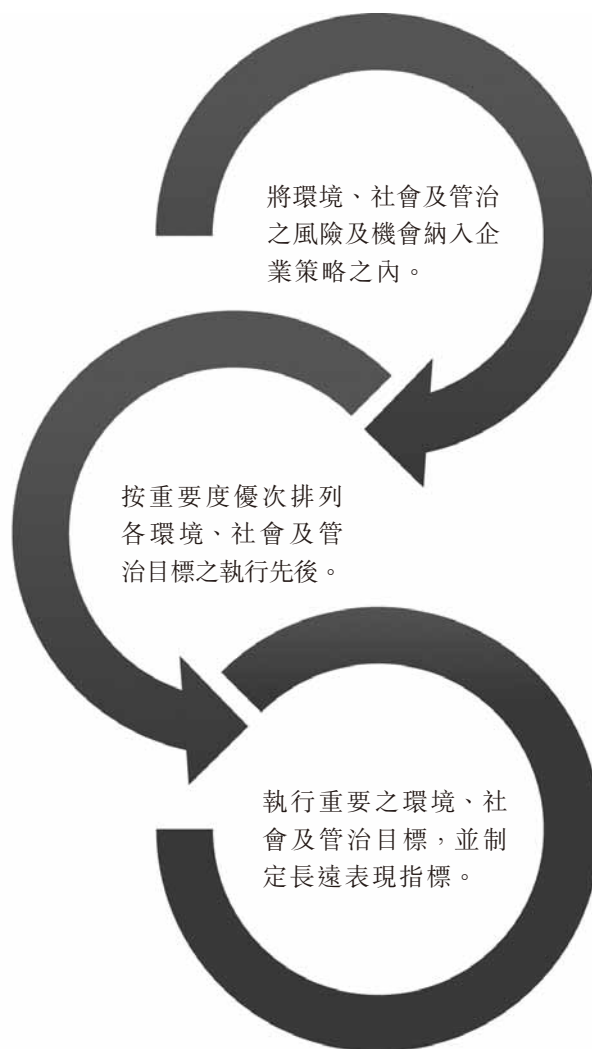 將環境、社會及管治
之風險及機會納入企
業策略之內。
按重要度優次排列
各環境、社會及管
治目標之執行先後。
執行重要之環境、社
會及管治目標，並制
定長遠表現指標。